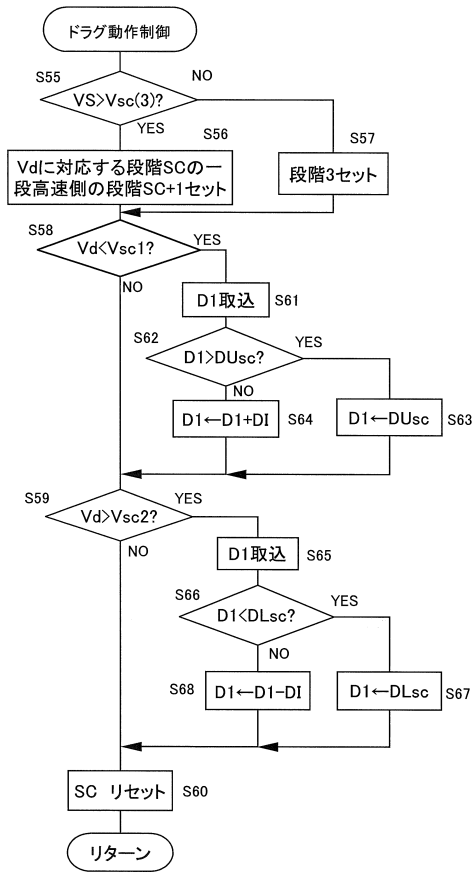 ドラグ動作制御
S55
NO
VS>Vsc(3)?
YES
S56
S57
Vdに対応する段階SCの一
段高速側の段階SC+1セット
段階3セット
S58
Vd<Vsc1?
YES
NO
D1取込
S61
S62
D1>DUsc?
YES
NO
D1←D1+DI
S64
D1←DUsc
S63
S59
Vd>Vsc2?
YES
NO
D1取込
S65
S66
D1<DLsc?
YES
NO
S68
D1←D1−DI
D1←DLsc
S67
SC リセット
S60
リターン